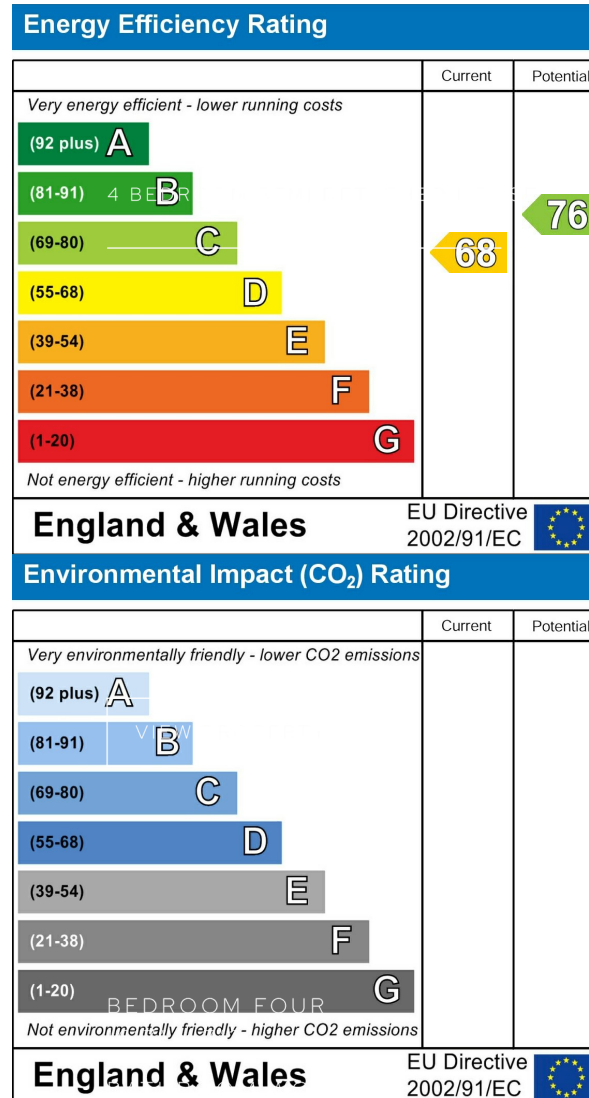 Energy Efficiency Rating
Current Potential
Very energy efficient - lower running costs
(92 plus) A
(81-91) B
4 BEDR
(69-80) C
68
76
(55-68) D
(39-54) E
(21-38) F
(1-20) G
Not energy efficient - higher running costs
England & Wales
EU Directive
2002/91/EC
Environmental Impact (CO₂) Rating
Current Potential
Very environmentally friendly - lower CO2 emissions
(92 plus) A
(81-91) B
(69-80) C
(55-68) D
(39-54) E
(21-38) F
(1-20) G
BEDROOM FOUR
Not environmentally friendly - higher CO2 emissions
England & Wales
EU Directive
2002/91/EC